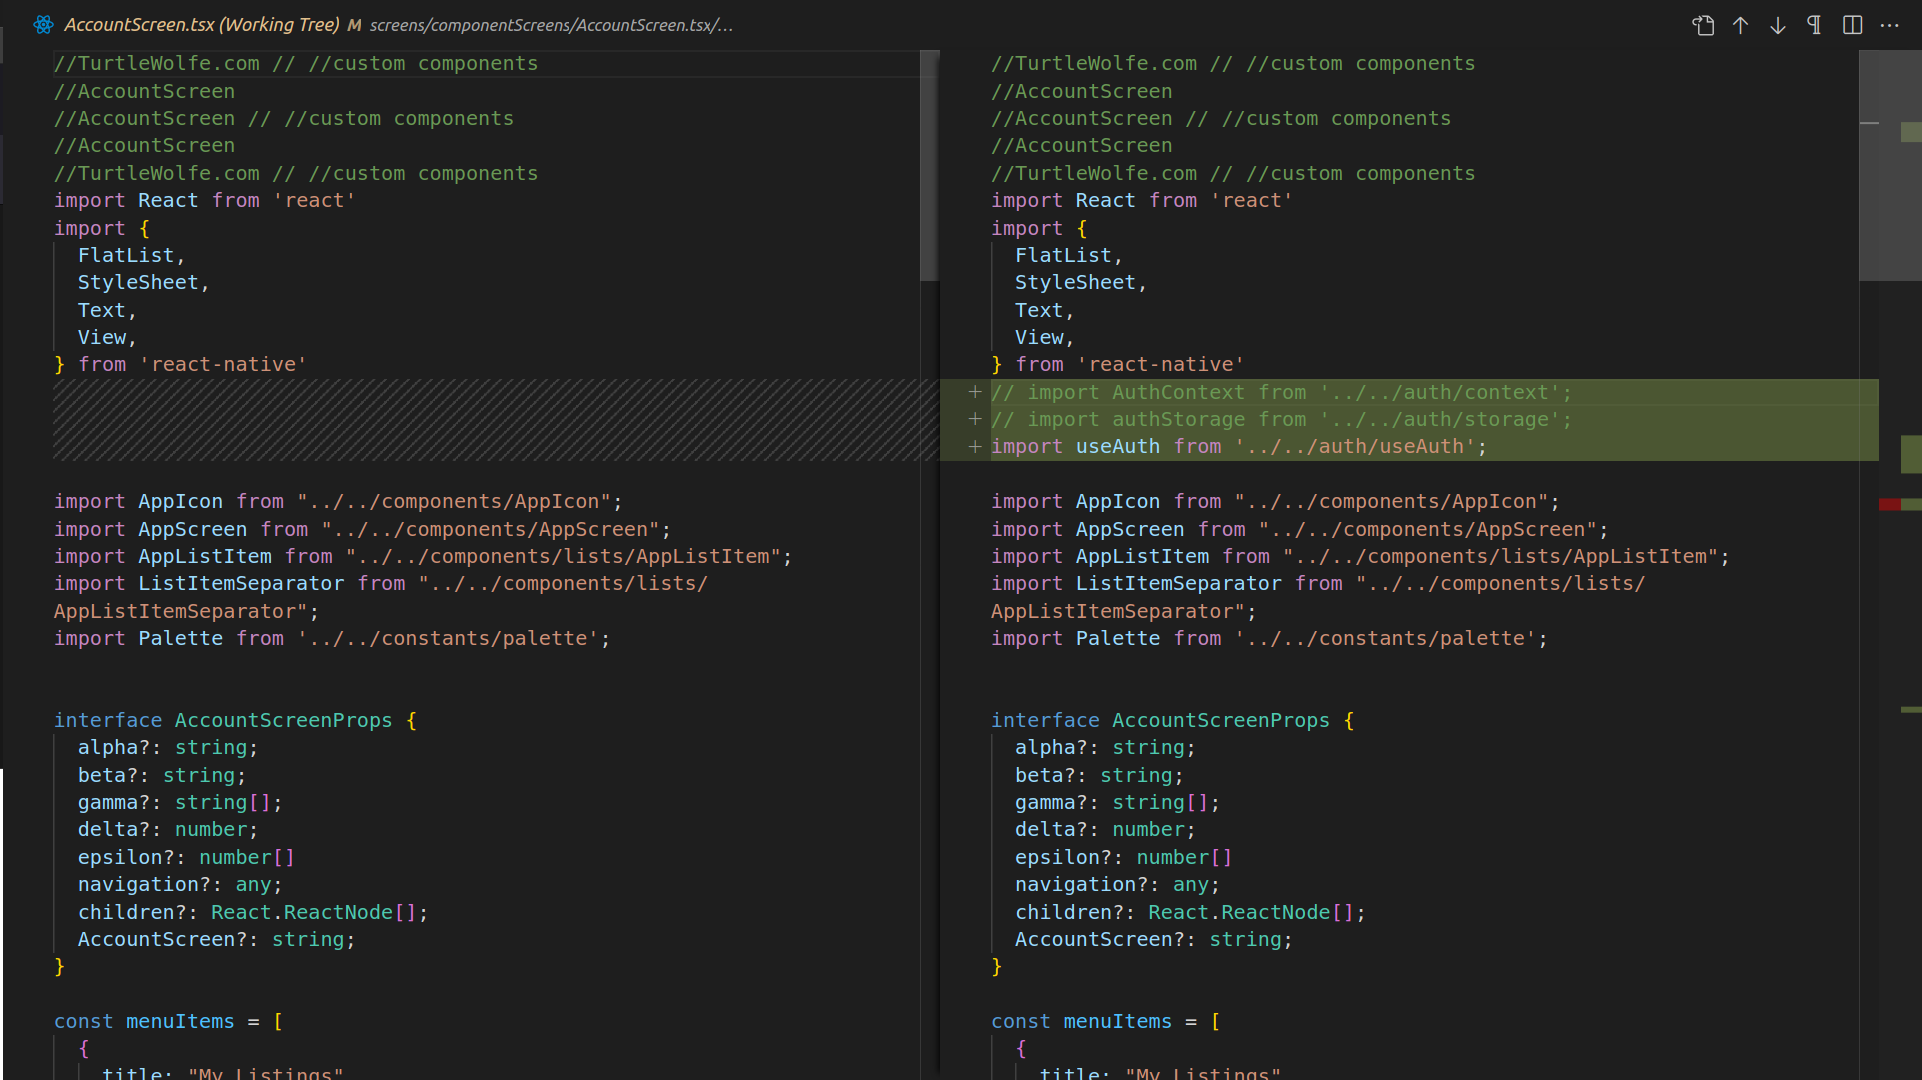 AccountScreen.tsx (Working Tree) M screens/componentScreens/AccountScreen.tsx/...
//TurtleWolfe.com // //custom components
//AccountScreen
//AccountScreen // //custom components
//AccountScreen
//TurtleWolfe.com // //custom components
import React from 'react'
import {
  FlatList,
  StyleSheet,
  Text,
  View,
} from 'react-native'

import AppIcon from "../../components/AppIcon";
import AppScreen from "../../components/AppScreen";
import AppListItem from "../../components/lists/AppListItem";
import ListItemSeparator from "../../components/lists/
AppListItemSeparator";
import Palette from '../../constants/palette';

interface AccountScreenProps {
  alpha?: string;
  beta?: string;
  gamma?: string[];
  delta?: number;
  epsilon?: number[]
  navigation?: any;
  children?: React.ReactNode[];
  AccountScreen?: string;
}

const menuItems = [
  {
    title: "My Listings"
//TurtleWolfe.com // //custom components
//AccountScreen
//AccountScreen // //custom components
//AccountScreen
//TurtleWolfe.com // //custom components
import React from 'react'
import {
  FlatList,
  StyleSheet,
  Text,
  View,
} from 'react-native'
+ // import AuthContext from '../../auth/context';
+ // import authStorage from '../../auth/storage';
+ import useAuth from '../../auth/useAuth';

import AppIcon from "../../components/AppIcon";
import AppScreen from "../../components/AppScreen";
import AppListItem from "../../components/lists/AppListItem";
import ListItemSeparator from "../../components/lists/
AppListItemSeparator";
import Palette from '../../constants/palette';

interface AccountScreenProps {
  alpha?: string;
  beta?: string;
  gamma?: string[];
  delta?: number;
  epsilon?: number[]
  navigation?: any;
  children?: React.ReactNode[];
  AccountScreen?: string;
}

const menuItems = [
  {
    title: "My Listings"